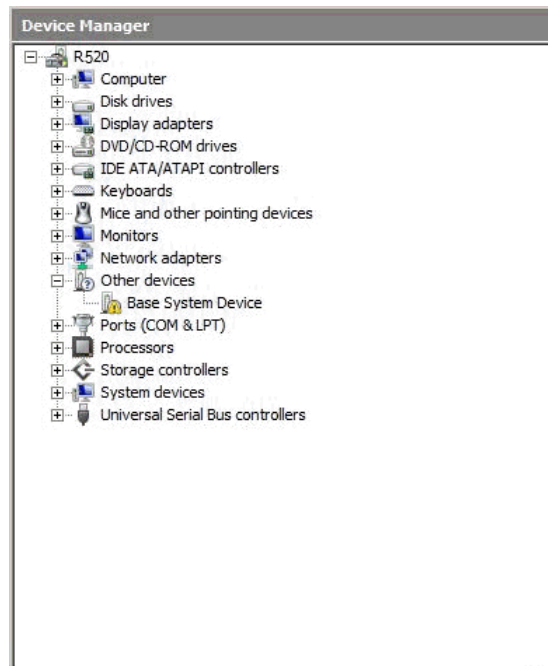 Device Manager
R520
Computer
Disk drives
Display adapters
DVD/CD-ROM drives
IDE ATA/ATAPI controllers
Keyboards
Mice and other pointing devices
Monitors
Network adapters
Other devices
Base System Device
Ports (COM & LPT)
Processors
Storage controllers
System devices
Universal Serial Bus controllers